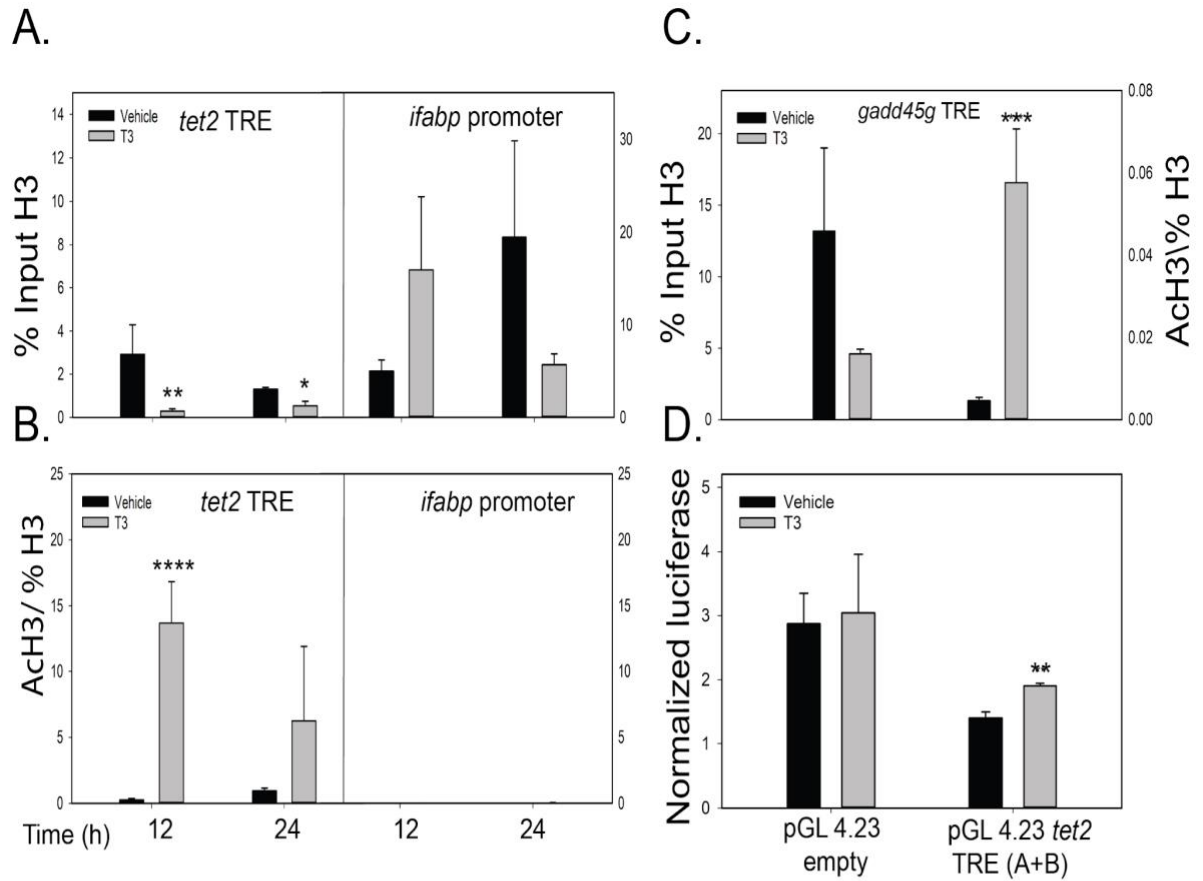 A.
% Input H3
14
12
10
8
6
4
2
0
Vehicle
T3
tet2 TRE
ifabp promoter
**
*
30
20
10
0
B.
AcH3/ % H3
25
20
15
10
5
0
Vehicle
T3
tet2 TRE
ifabp promoter
****
25
20
15
10
5
0
Time (h)
12
24
12
24
C.
% Input H3
20
15
10
5
0
Vehicle
T3
gadd45g TRE
***
0.08
0.06
0.04
0.02
0.00
AcH3\% H3
D.
Normalized luciferase
5
4
3
2
1
0
Vehicle
T3
**
pGL 4.23
empty
pGL 4.23 tet2
TRE (A+B)